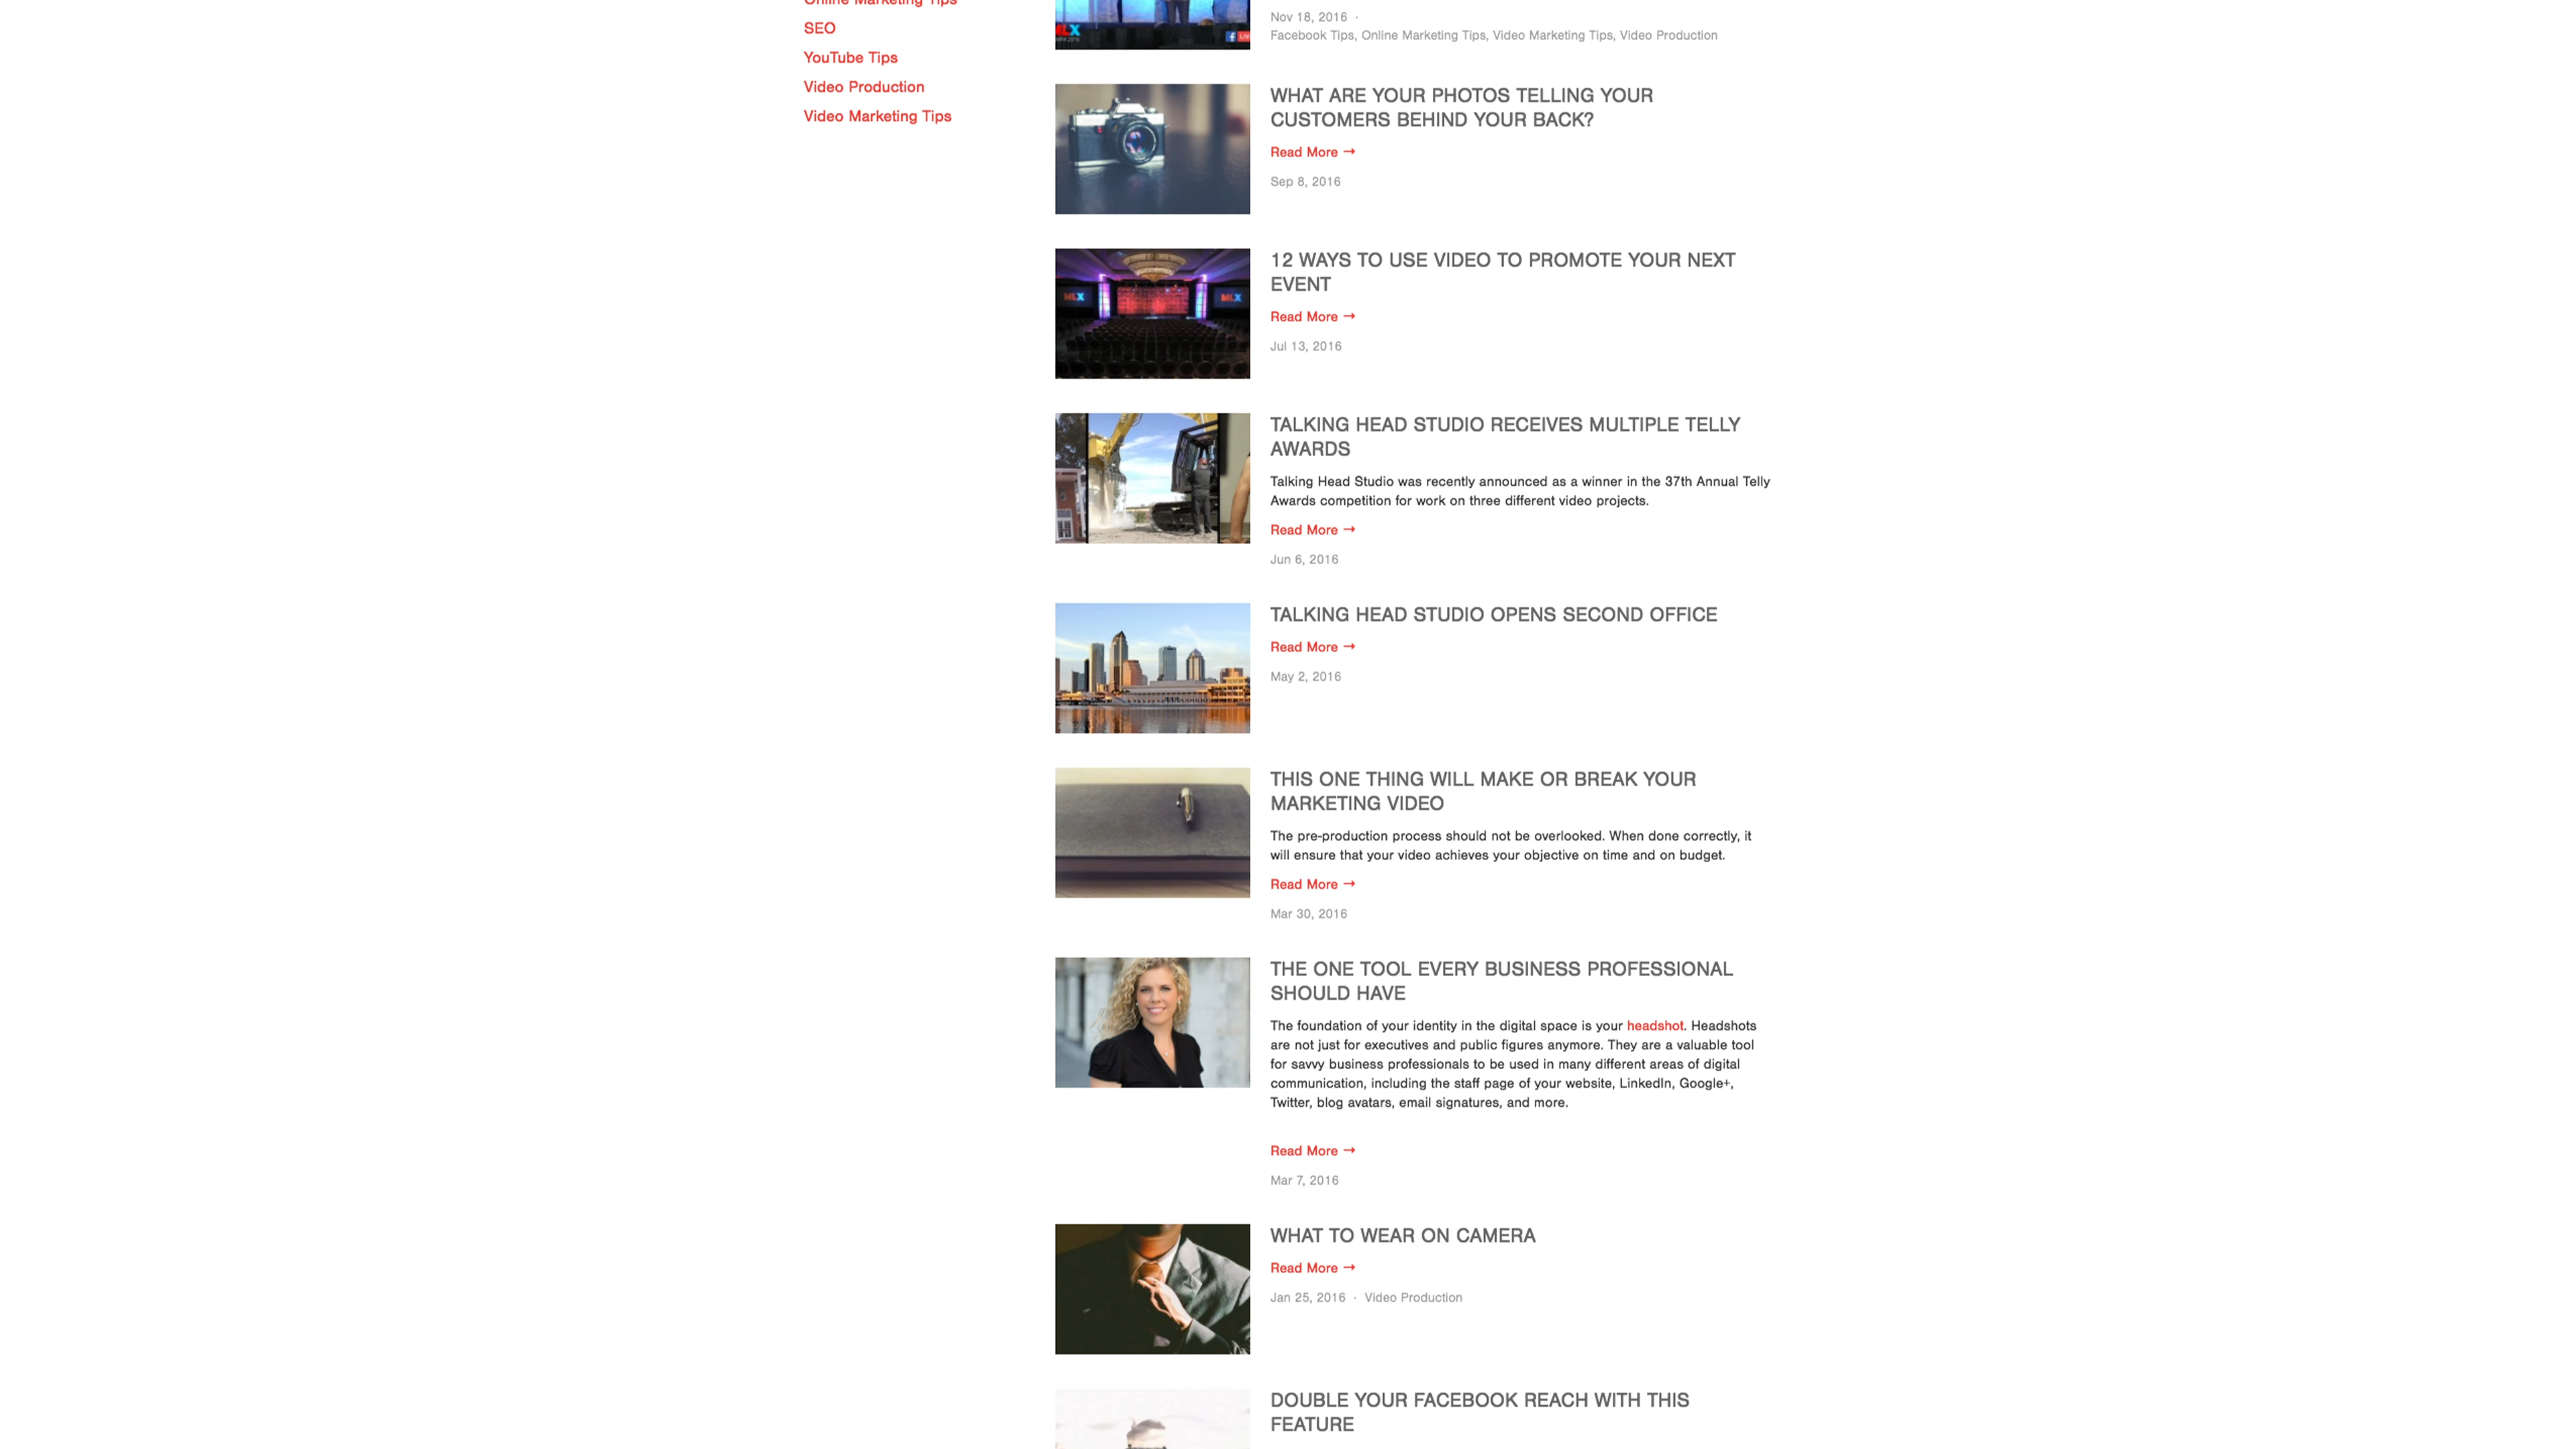 Online Marketing Tips
SEO
YouTube Tips
Video Production
Video Marketing Tips
MLX
LIVE
Nov 18, 2016 ·
Facebook Tips, Online Marketing Tips, Video Marketing Tips, Video Production
WHAT ARE YOUR PHOTOS TELLING YOUR
CUSTOMERS BEHIND YOUR BACK?
Read More →
Sep 8, 2016
MLX
MLX
12 WAYS TO USE VIDEO TO PROMOTE YOUR NEXT
EVENT
Read More →
Jul 13, 2016
TALKING HEAD STUDIO RECEIVES MULTIPLE TELLY
AWARDS
Talking Head Studio was recently announced as a winner in the 37th Annual Telly
Awards competition for work on three different video projects.
Read More →
Jun 6, 2016
TALKING HEAD STUDIO OPENS SECOND OFFICE
Read More →
May 2, 2016
THIS ONE THING WILL MAKE OR BREAK YOUR
MARKETING VIDEO
The pre-production process should not be overlooked. When done correctly, it
will ensure that your video achieves your objective on time and on budget.
Read More →
Mar 30, 2016
THE ONE TOOL EVERY BUSINESS PROFESSIONAL
SHOULD HAVE
The foundation of your identity in the digital space is your headshot. Headshots
are not just for executives and public figures anymore. They are a valuable tool
for savvy business professionals to be used in many different areas of digital
communication, including the staff page of your website, LinkedIn, Google+,
Twitter, blog avatars, email signatures, and more.
Read More →
Mar 7, 2016
WHAT TO WEAR ON CAMERA
Read More →
Jan 25, 2016 · Video Production
DOUBLE YOUR FACEBOOK REACH WITH THIS
FEATURE